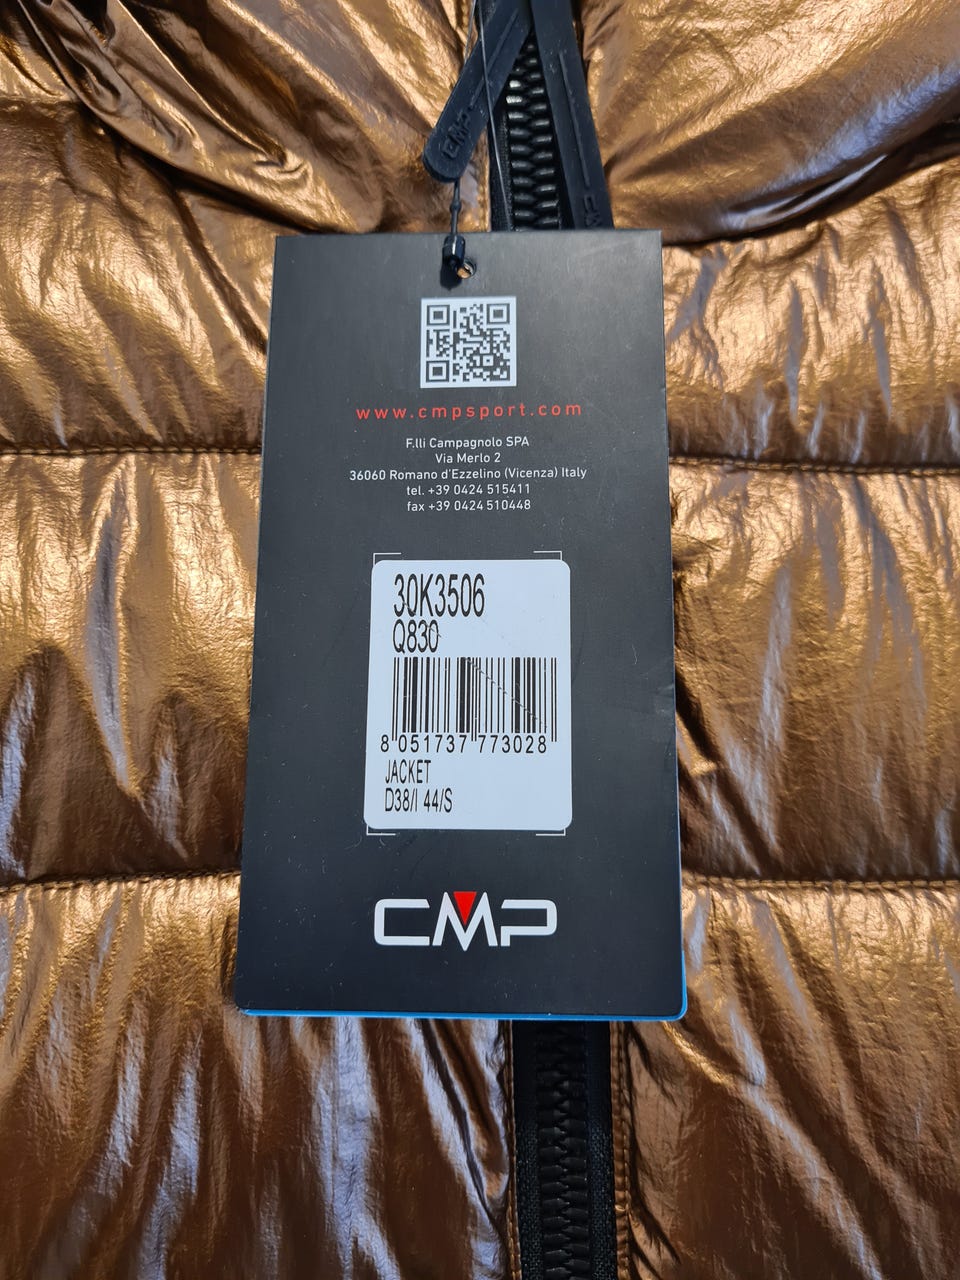 CMP
www.cmpsport.com
F.lli Campagnolo SPA
Via Merlo 2
36060 Romano d'Ezzelino (Vicenza) Italy
tel. +39 0424 515411
fax +39 0424 510448
30K3506
Q830
8 051737 773028
JACKET
D38/I 44/S
CMP